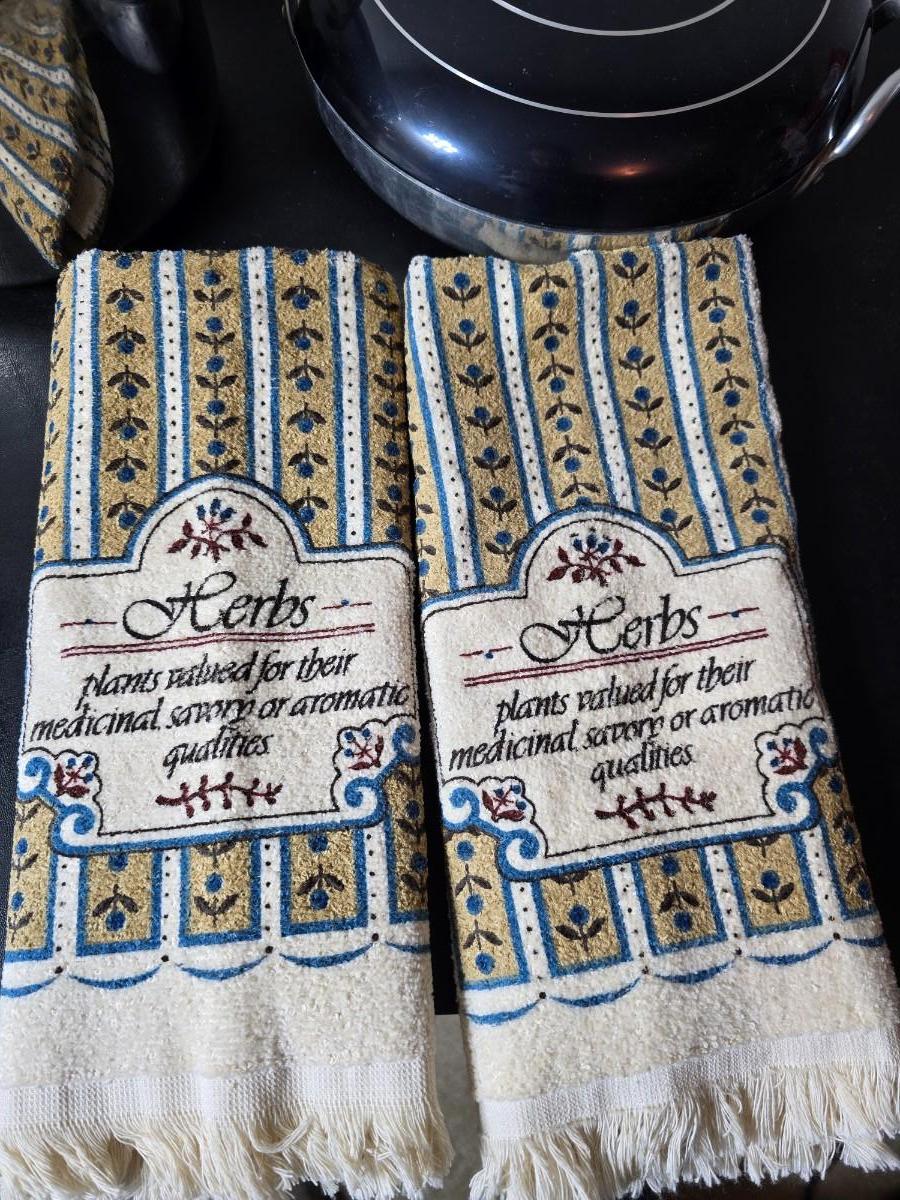 Herbs
plants valued for their
medicinal, savory or aromatic
qualities
Herbs
plants valued for their
medicinal, savory or aromatic
qualities